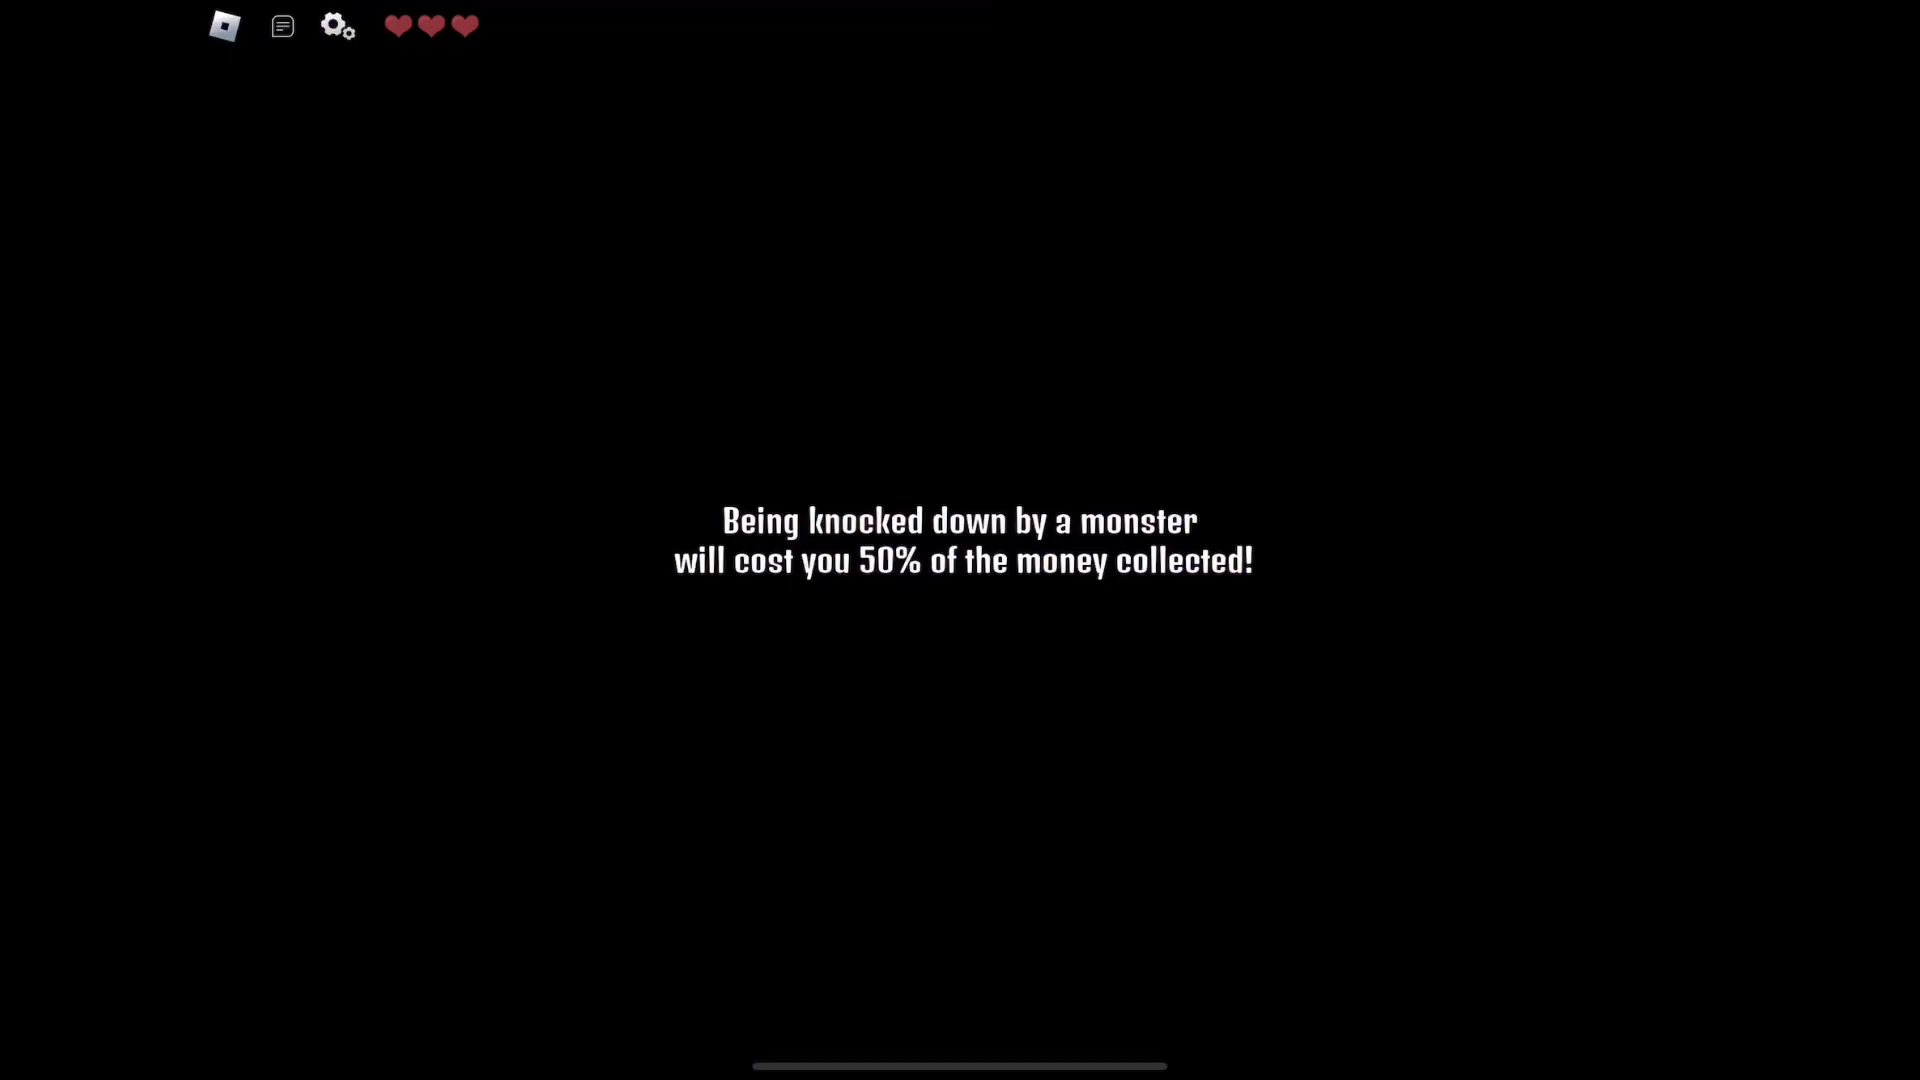 Being knocked down by a monster
will cost you 50% of the money collected!